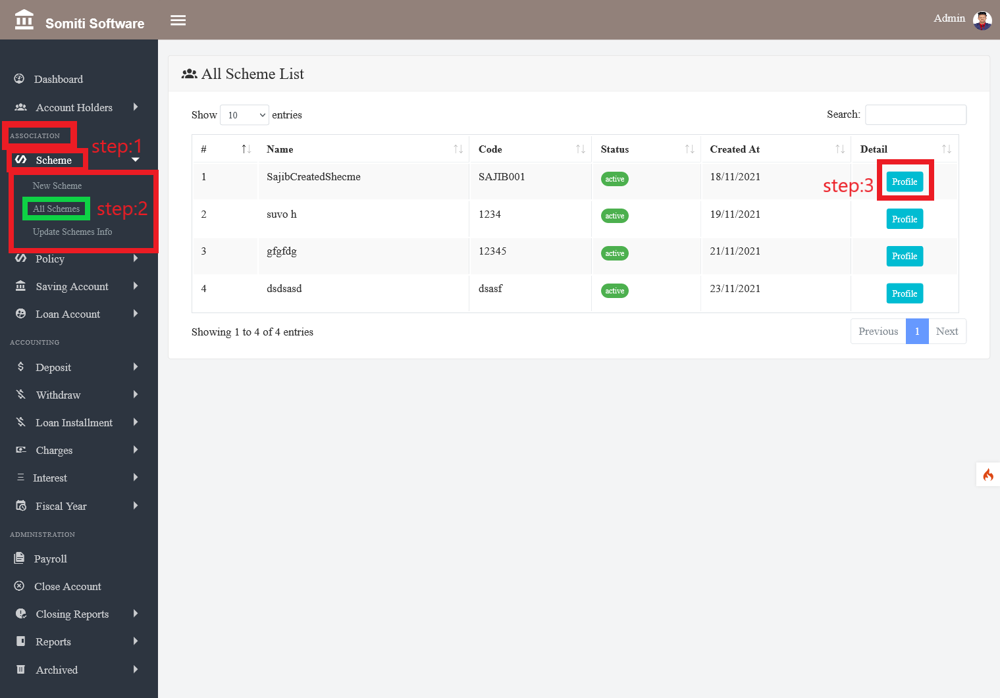 Somiti Software
Admin
Dashboard
Account Holders
ASSOCIATION
step:1
Scheme
New Scheme
All Schemes
step:2
Update Schemes Info
Policy
Saving Account
Loan Account
ACCOUNTING
Deposit
Withdraw
Loan Installment
Charges
Interest
Fiscal Year
ADMINISTRATION
Payroll
Close Account
Closing Reports
Reports
Archived
All Scheme List
Show 10 entries
Search:
# Name Code Status Created At Detail
1 SajibCreatedShecme SAJIB001 active 18/11/2021 step:3 Profile
2 suvo h 1234 active 19/11/2021 Profile
3 gfgfdg 12345 active 21/11/2021 Profile
4 dsdsasd dsasf active 23/11/2021 Profile
Showing 1 to 4 of 4 entries
Previous 1 Next